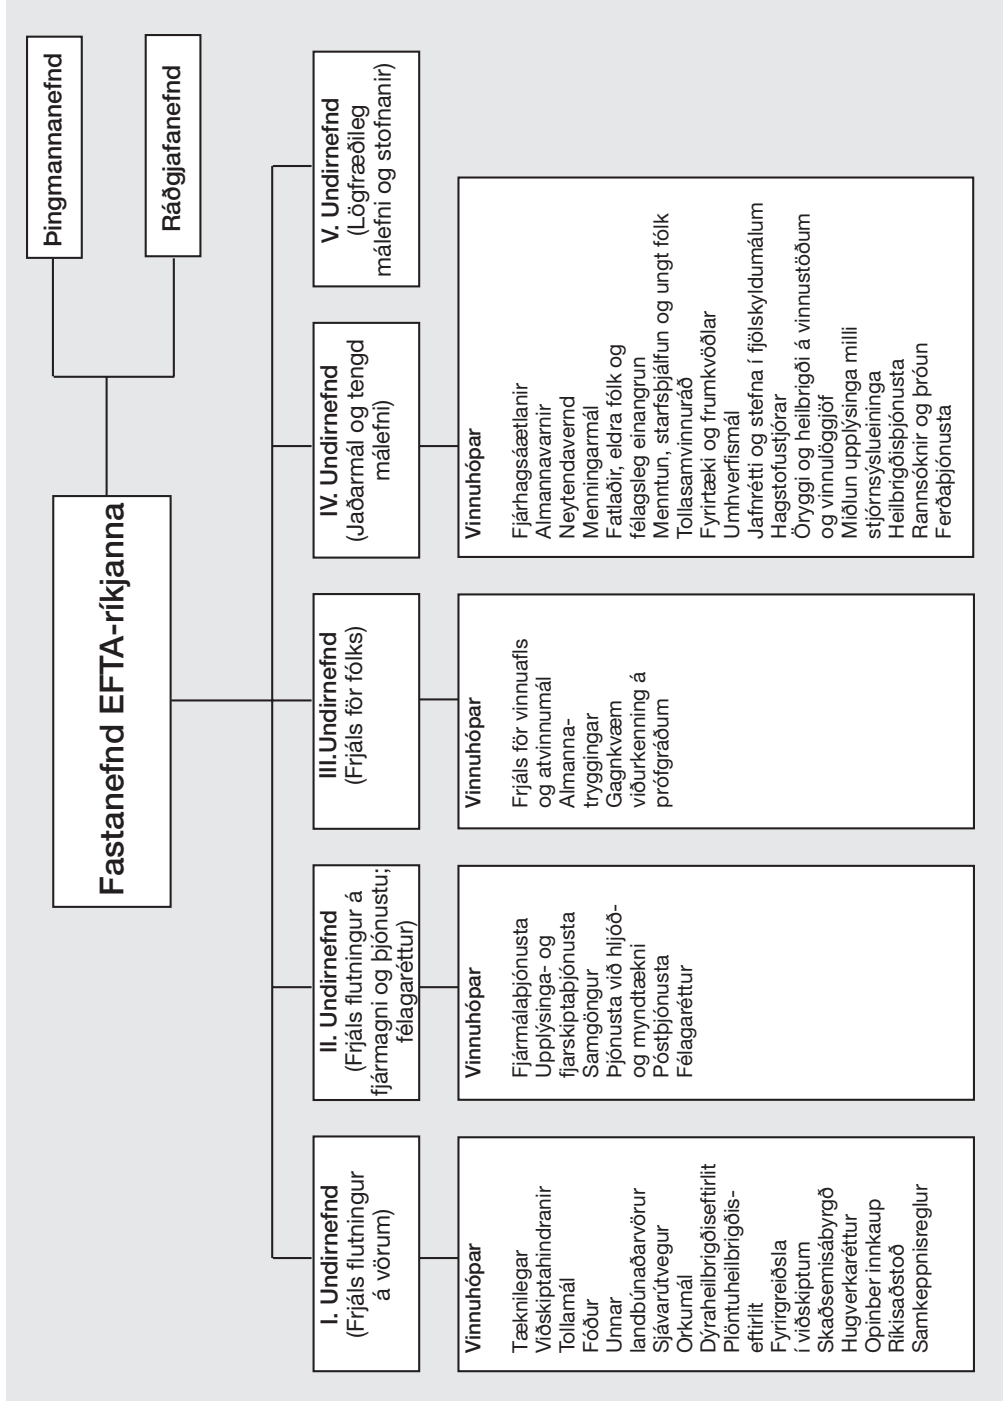 Þingmannanefnd
Ráðgjafanefnd
Fastanefnd EFTA-ríkjanna
I. Undirnefnd
(Frjáls flutningur
á vörum)
II. Undirnefnd
(Frjáls flutningur á
fjármagni og þjónustu;
félagaréttur)
III.Undirnefnd
(Frjáls för fólks)
IV. Undirnefnd
(Jaðarmál og tengd
málefni)
V. Undirnefnd
(Lögfræðileg
málefni og stofnanir)
Vinnuhópar
Tæknilegar
Viðskiptahindranir
Tollamál
Fóður
Unnar
landbúnaðarvörur
Sjávarútvegur
Orkumál
Dýraheilbrigðiseftirlit
Plöntuheilbrigðis-
eftirlit
Fyrirgreiðsla
í viðskiptum
Skaðsemisábyrgð
Hugverkaréttur
Opinber innkaup
Ríkisaðstoð
Samkeppnisreglur
Vinnuhópar
Fjármálaþjónusta
Upplýsinga- og
fjarskiptaþjónusta
Samgöngur
Þjónusta við hljóð-
og myndtækni
Póstþjónusta
Félagaréttur
Vinnuhópar
Frjáls för vinnuafls
og atvinnumál
Almanna-
tryggingar
Gagnkvæm
viðurkenning á
prófgráðum
Vinnuhópar
Fjárhagsáætlanir
Almannavarnir
Neytendavernd
Menningarmál
Fatlaðir, eldra fólk og
félagsleg einangrun
Menntun, starfsþjálfun og ungt fólk
Tollasamvinnuráð
Fyrirtæki og frumkvöðlar
Umhverfismál
Jafnrétti og stefna í fjölskyldumálum
Hagstofustjórar
Öryggi og heilbrigði á vinnustöðum
og vinnulöggjöf
Miðlun upplýsinga milli
stjórnsýslueininga
Heilbrigðisþjónusta
Rannsóknir og þróun
Ferðaþjónusta